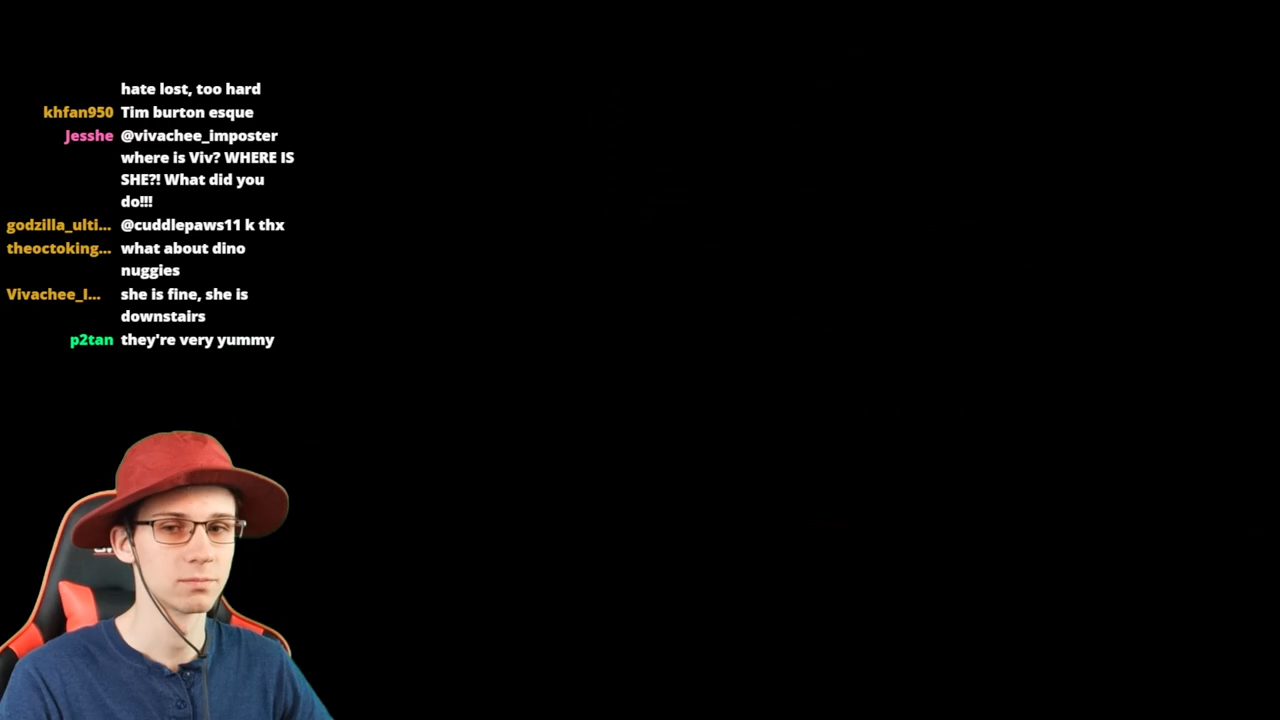 hate lost, too hard
khfan950 Tim burton esque
Jesshe @vivachee_imposter
where is Viv? WHERE IS
SHE?! What did you
do!!!
godzilla_ulti... @cuddlepaws11 k thx
theoctoking... what about dino
nuggies
Vivachee_I... she is fine, she is
downstairs
p2tan they're very yummy